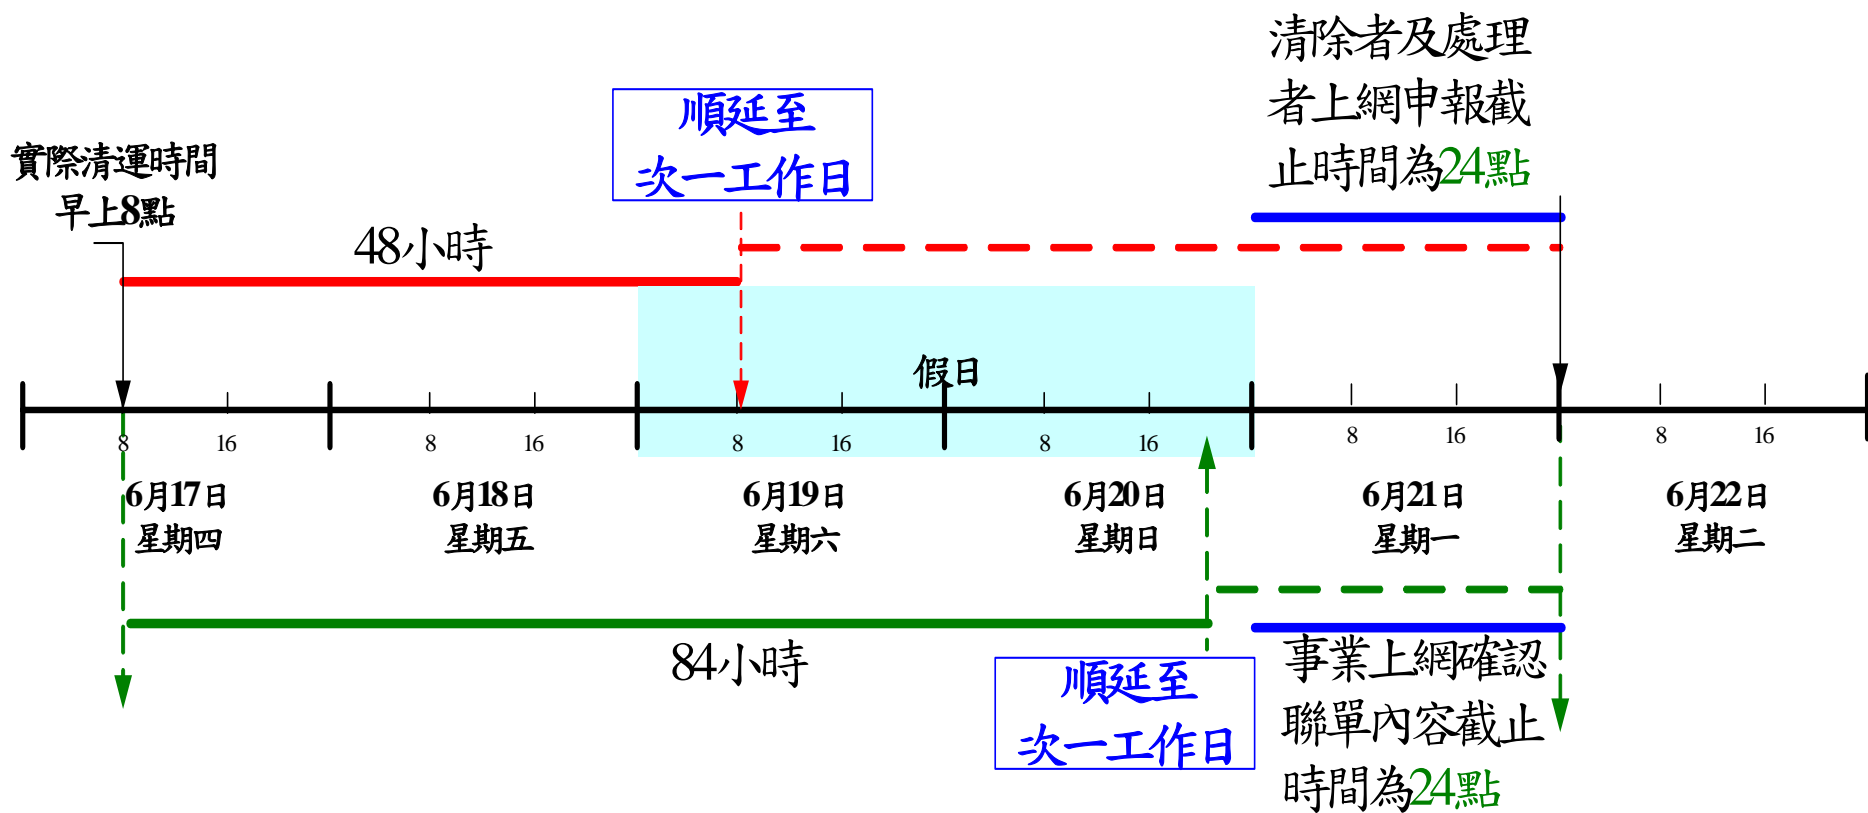 清除者及處理
者上網申報截
止時間為24點
順延至
次一工作日
實際清運時間
早上8點
48小時
假日
8 16 8 16 8 16 8 16 8 16 8 16
6月17日 6月18日 6月19日 6月20日 6月21日 6月22日
星期四 星期五 星期六 星期日 星期一 星期二
84小時
順延至
次一工作日
事業上網確認
聯單內容截止
時間為24點